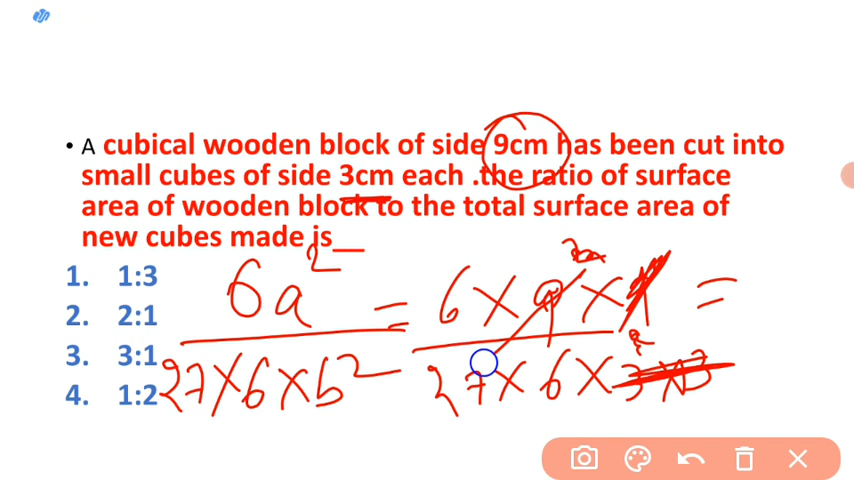 • A cubical wooden block of side 9cm has been cut into
small cubes of side 3cm each .the ratio of surface
area of wooden block to the total surface area of
new cubes made is__
1. 1:3
2. 2:1
3. 3:1
4. 1:2
6a² = 6 × 9 × 9 =
27×6×b² 27× 6 × 3×3